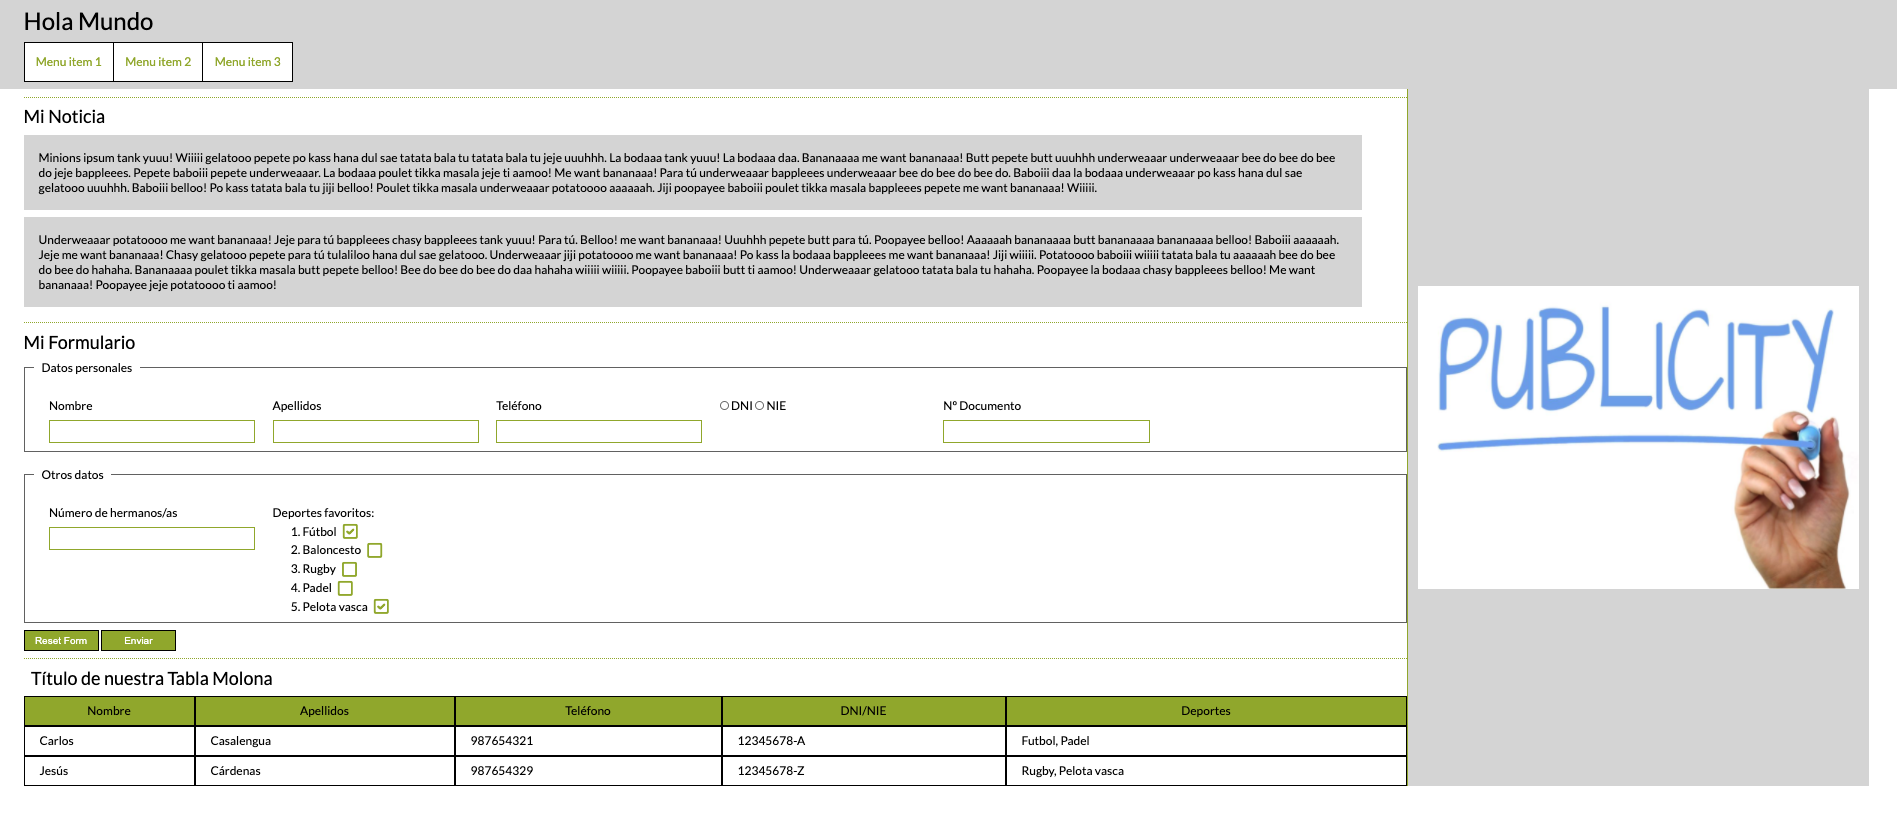 Hola Mundo
Menu item 1 Menu item 2 Menu item 3
Mi Noticia
Minions ipsum tank yuuu! Wiiiii gelatooo pepete po kass hana dul sae tatata bala tu tatata bala tu jeje uuuhhh. La bodaaa tank yuuu! La bodaaa daa. Bananaaaa me want bananaaa! Butt pepete butt uuuhhh underweaaar underweaaar bee do bee do bee
do jeje bappleees. Pepete baboiii pepete underweaaar. La bodaaa poulet tikka masala jeje ti aamoo! Me want bananaaa! Para tú underweaaar bappleees underweaaar bee do bee do bee do. Baboiii daa la bodaaa underweaaar po kass hana dul sae
gelatooo uuuhhh. Baboiii belloo! Po kass tatata bala tu jiji belloo! Poulet tikka masala underweaaar potatoooo aaaaaah. Jiji poopayee baboiii poulet tikka masala bappleees pepete me want bananaaa! Wiiiii.
Underweaaar potatoooo me want bananaaa! Jeje para tú bappleees chasy bappleees tank yuuu! Para tú. Belloo! me want bananaaa! Uuuhhh pepete butt para tú. Poopayee belloo! Aaaaaah bananaaaa butt bananaaaa bananaaaa belloo! Baboiii aaaaaah.
Jeje me want bananaaa! Chasy gelatooo pepete para tú tulaliloo hana dul sae gelatooo. Underweaaar jiji potatoooo me want bananaaa! Po kass la bodaaa bappleees me want bananaaa! Jiji wiiiii. Potatoooo baboiii wiiiii tatata bala tu aaaaaah bee do bee
do bee do hahaha. Bananaaaa poulet tikka masala butt pepete belloo! Bee do bee do bee do daa hahaha wiiiii wiiiii. Poopayee baboiii butt ti aamoo! Underweaaar gelatooo tatata bala tu hahaha. Poopayee la bodaaa chasy bappleees belloo! Me want
bananaaa! Poopayee jeje potatoooo ti aamoo!
Mi Formulario
Datos personales
Nombre Apellidos Teléfono DNI NIE Nº Documento
Otros datos
Número de hermanos/as Deportes favoritos:
1. Fútbol
2. Baloncesto
3. Rugby
4. Padel
5. Pelota vasca
Reset Form Enviar
Título de nuestra Tabla Molona
Nombre Apellidos Teléfono DNI/NIE Deportes
Carlos Casalengua 987654321 12345678-A Futbol, Padel
Jesús Cárdenas 987654329 12345678-Z Rugby, Pelota vasca
PUBLICITY